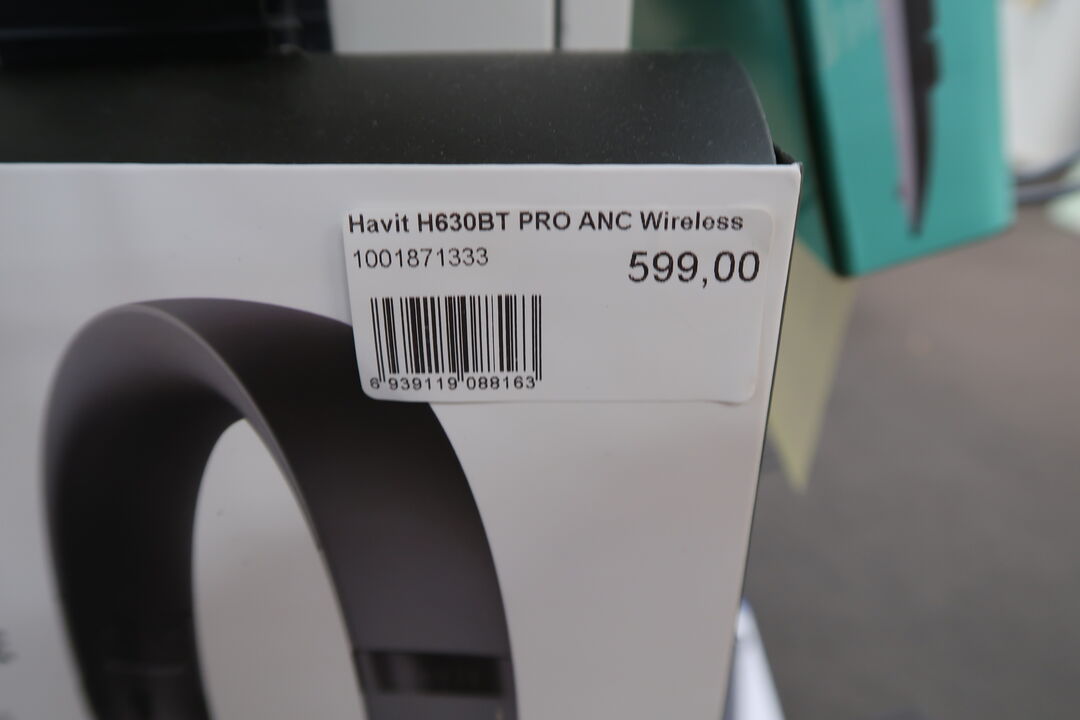 Havit H630BT PRO ANC Wireless
1001871333
599,00
6 939119 088163